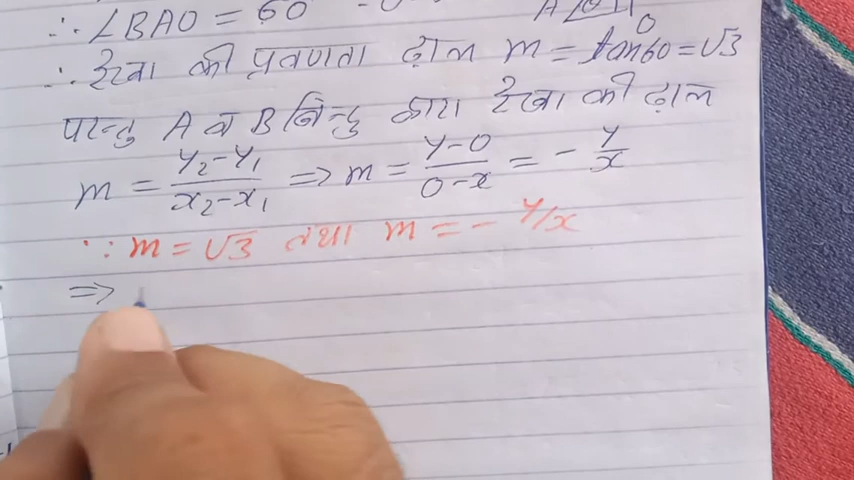 ∴ ∠BAO = 60°
∴ रेखा की प्रवणता ढाल m = tan60 = √3
परन्तु A व B बिन्दु द्वारा रेखा की ढाल
m = y₂-y₁/x₂-x₁ ⇒ m = y-0/0-x = - y/x
∵ m = √3 तथा m = - y/x
⇒